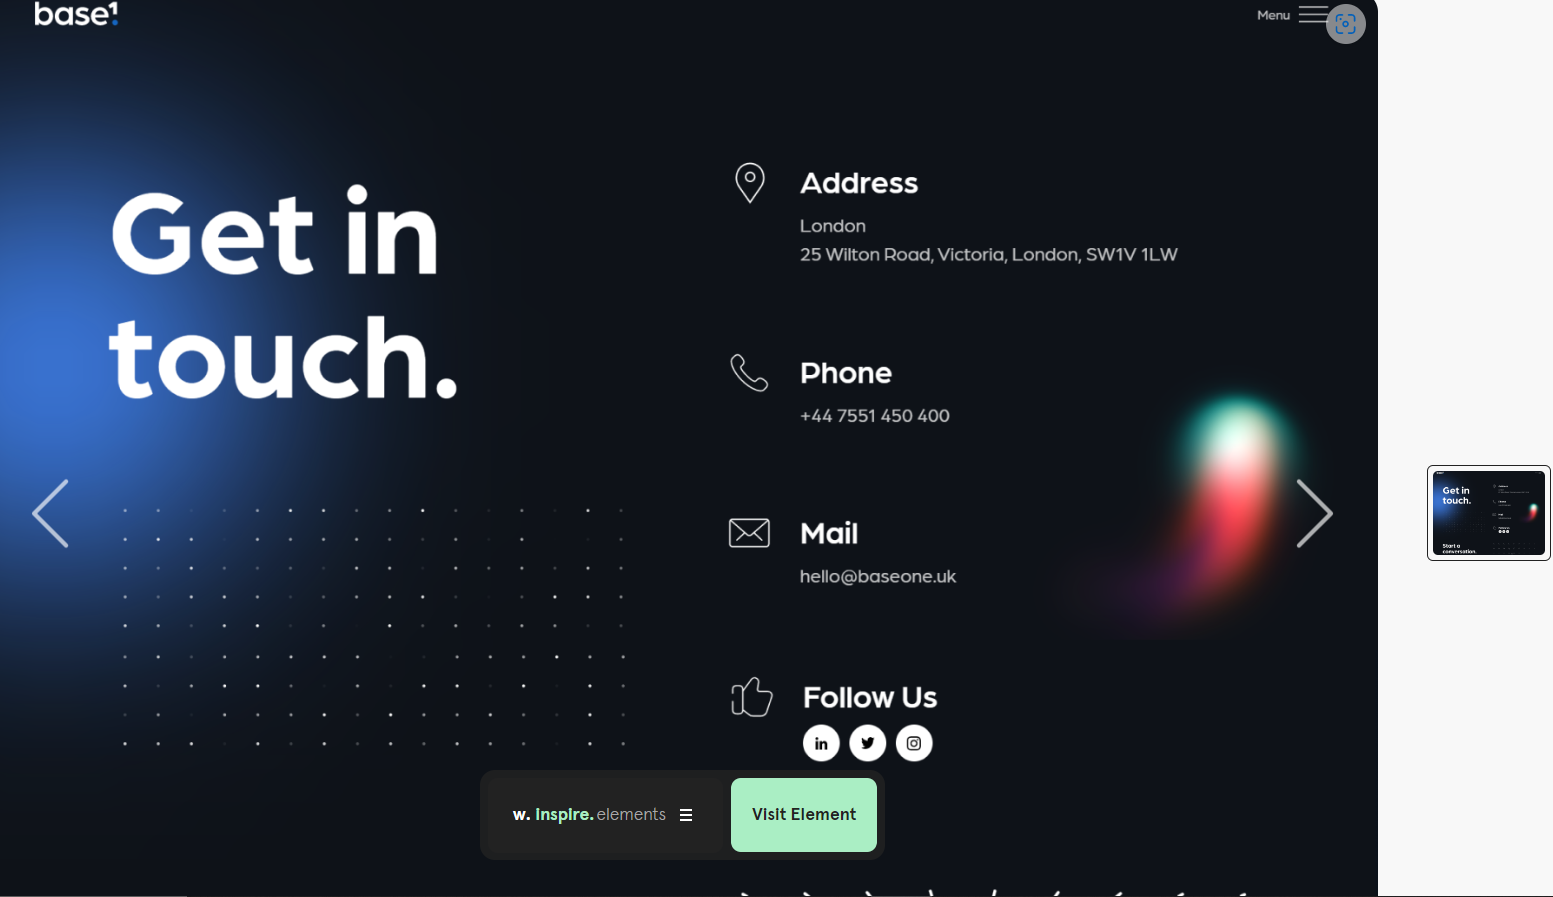 base1
Menu
Get in
touch.
Address
London
25 Wilton Road, Victoria, London, SW1V 1LW
Phone
+44 7551 450 400
Mail
hello@baseone.uk
Follow Us
in
w. inspire. elements
Visit Element
Get in
touch.
Start a
conversation.